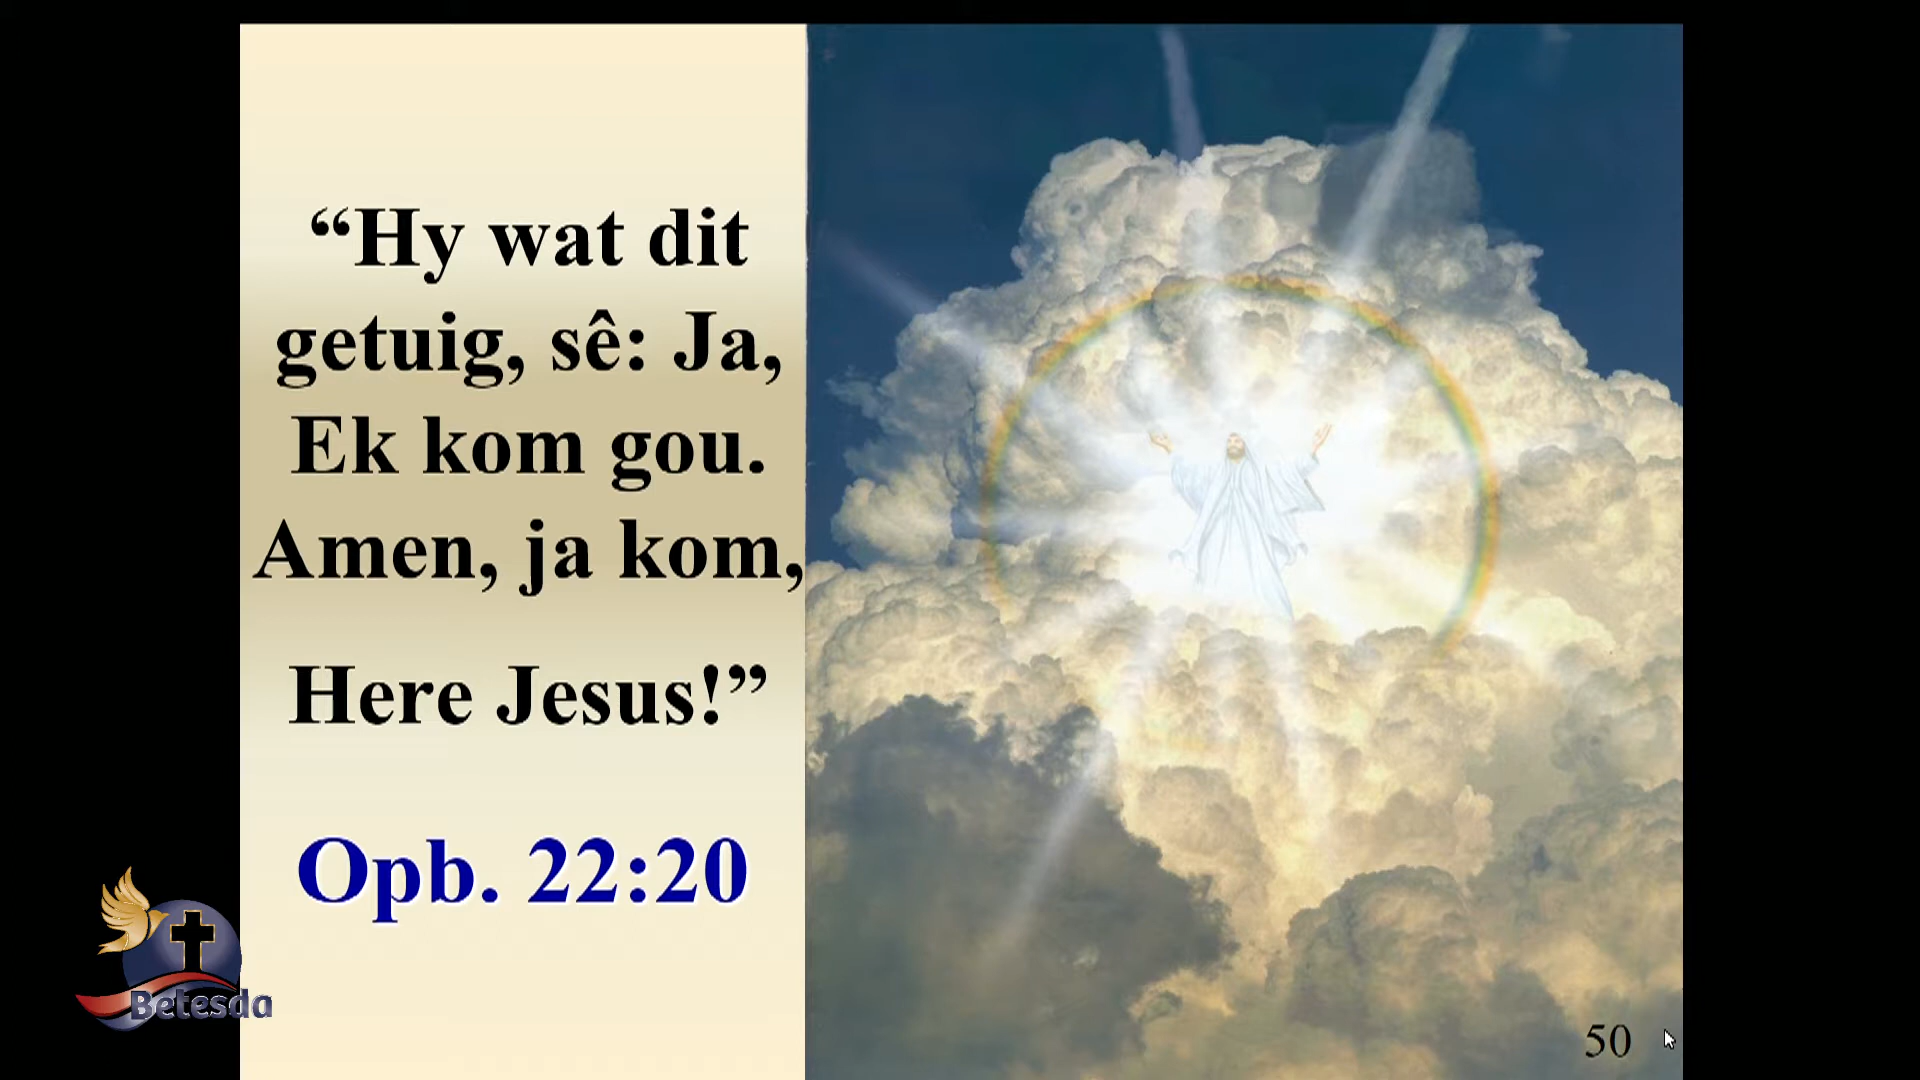 “Hy wat dit
getuig, sê: Ja,
Ek kom gou.
Amen, ja kom,
Here Jesus!”
Opb. 22:20
Betesda
50